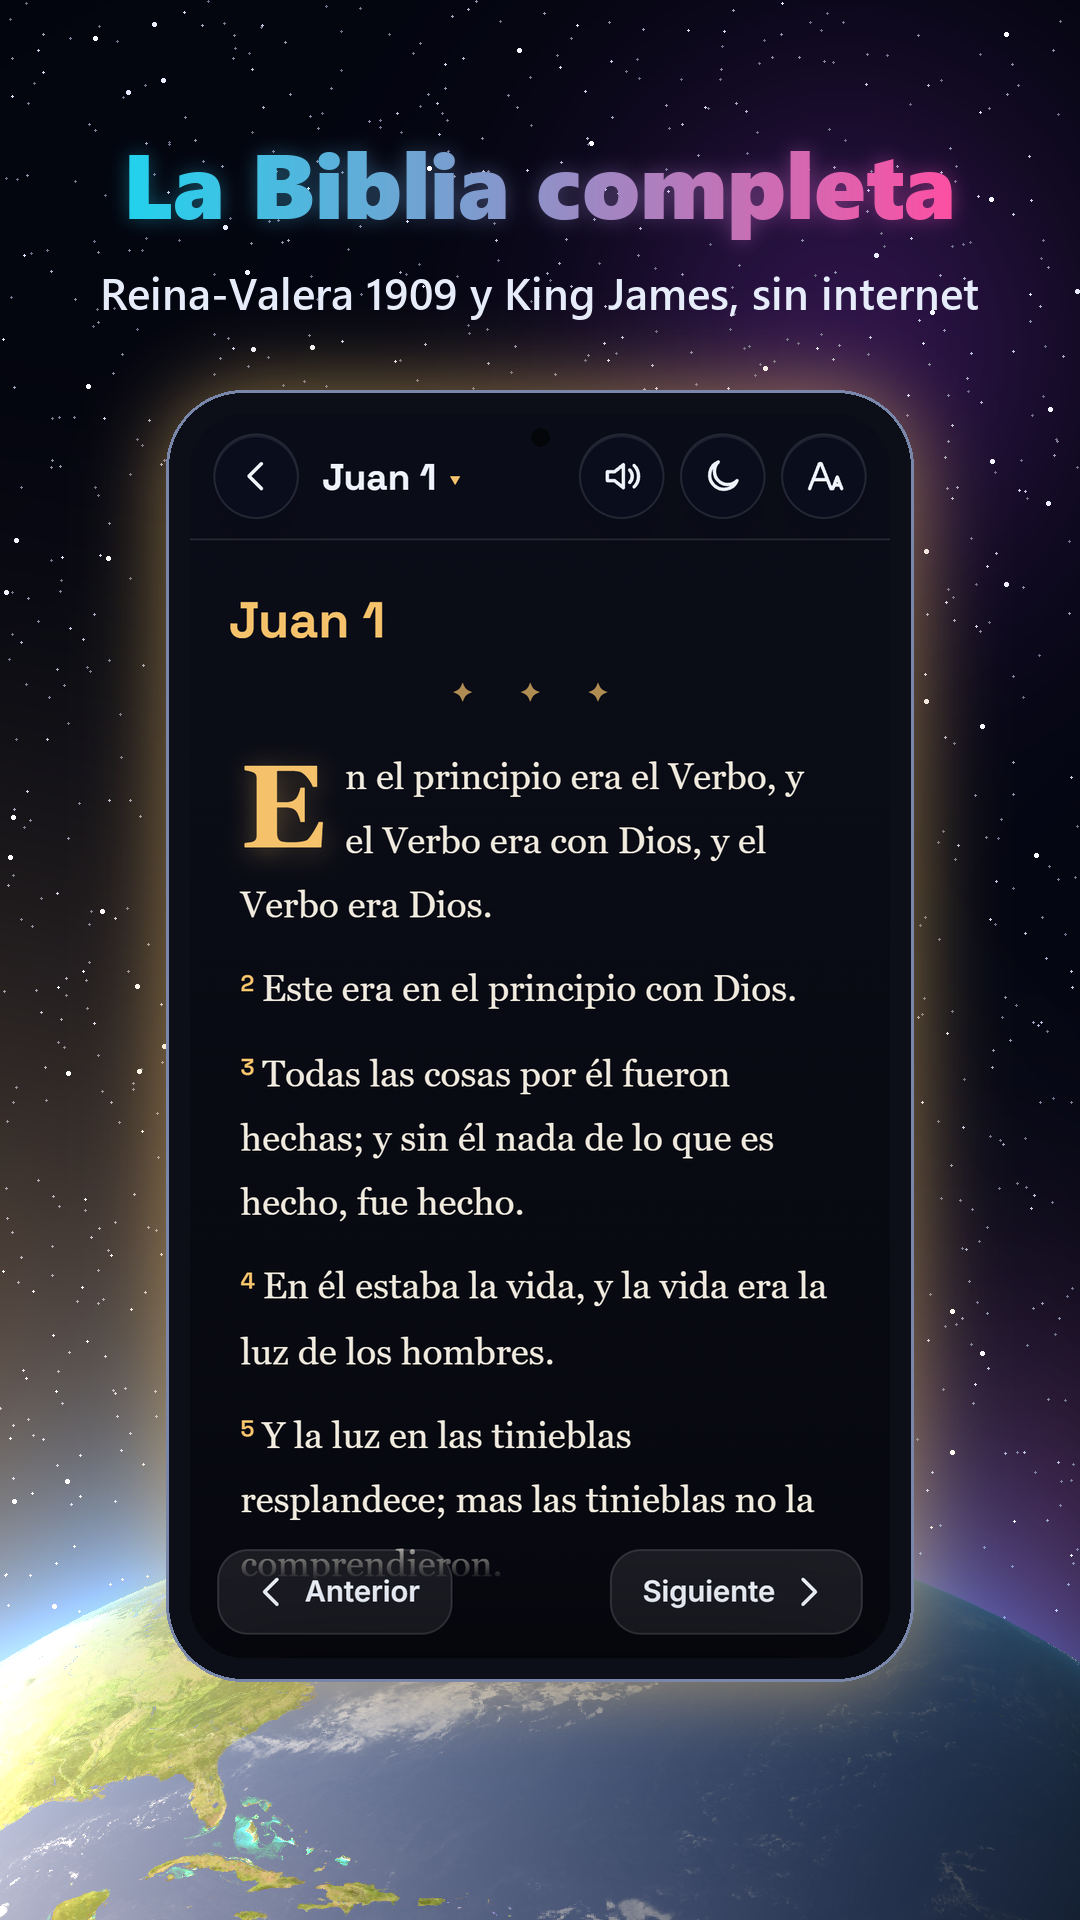 La Biblia completa
Reina-Valera 1909 y King James, sin internet
Juan 1
AA
Juan 1
En el principio era el Verbo, y
el Verbo era con Dios, y el
Verbo era Dios.
2 Este era en el principio con Dios.
3 Todas las cosas por él fueron
hechas; y sin él nada de lo que es
hecho, fue hecho.
4 En él estaba la vida, y la vida era la
luz de los hombres.
5 Y la luz en las tinieblas
resplandece; mas las tinieblas no la
comprendieron.
Anterior
Siguiente